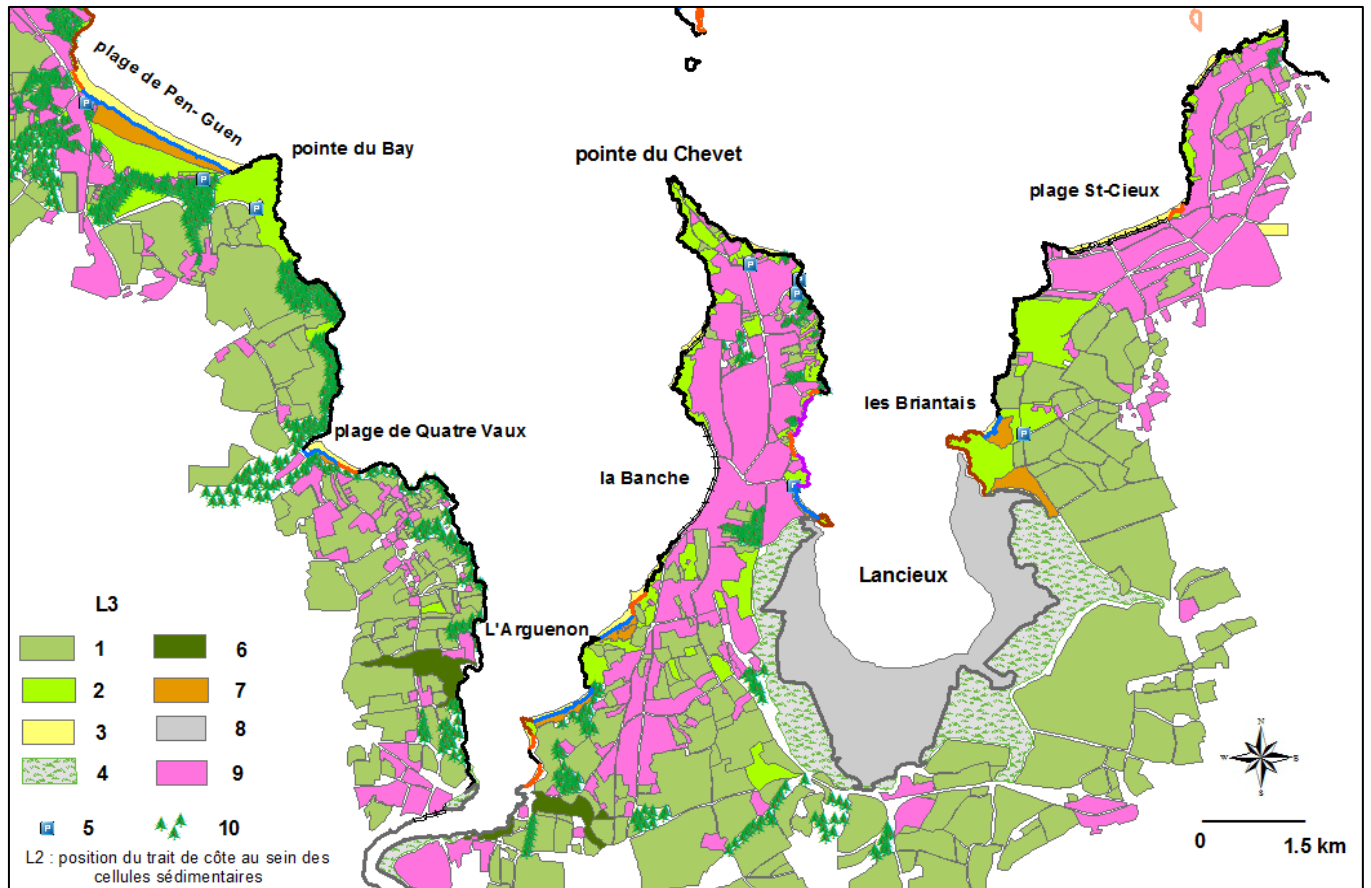 plage de Pen- Guen
pointe du Bay
pointe du Chevet
plage St-Cieux
les Briantais
plage de Quatre Vaux
la Banche
Lancieux
L'Arguenon
L3
1
6
2
7
3
8
4
9
5
10
L2 : position du trait de côte au sein des
cellules sédimentaires
P
P
P
P
P
P
P
P
N
W
E
S
0
1.5 km